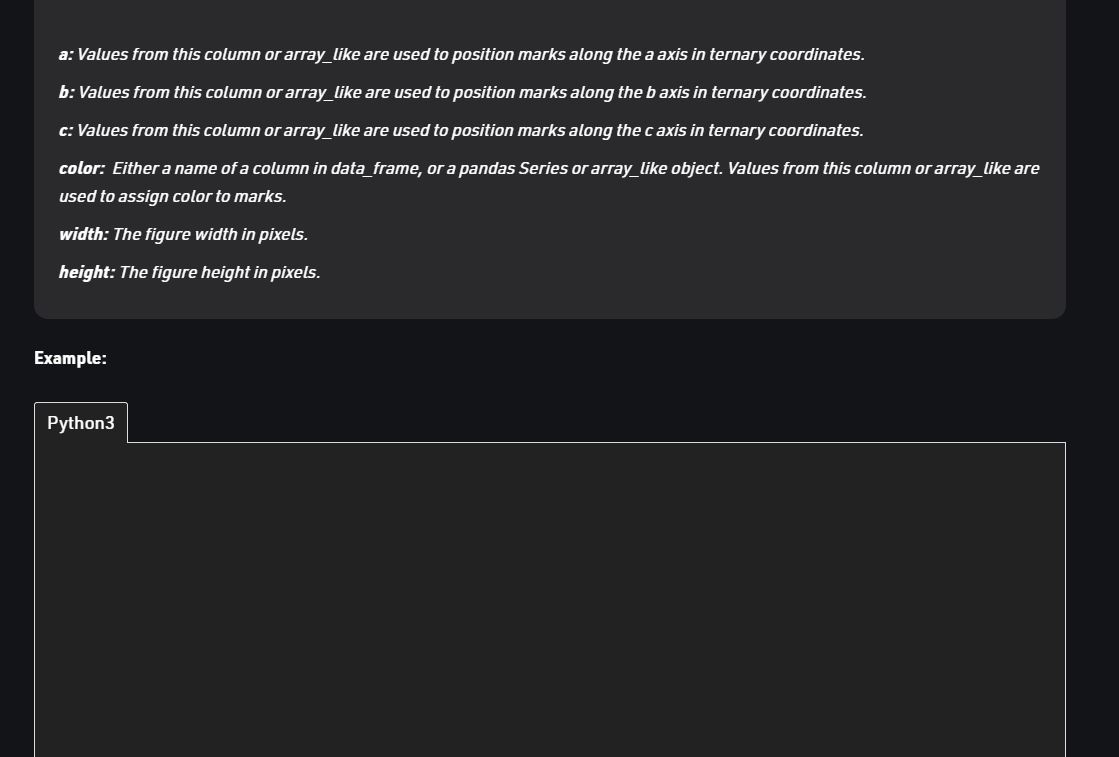 a: Values from this column or array_like are used to position marks along the a axis in ternary coordinates.
b: Values from this column or array_like are used to position marks along the b axis in ternary coordinates.
c: Values from this column or array_like are used to position marks along the c axis in ternary coordinates.
color: Either a name of a column in data_frame, or a pandas Series or array_like object. Values from this column or array_like are
used to assign color to marks.
width: The figure width in pixels.
height: The figure height in pixels.
Example:
Python3